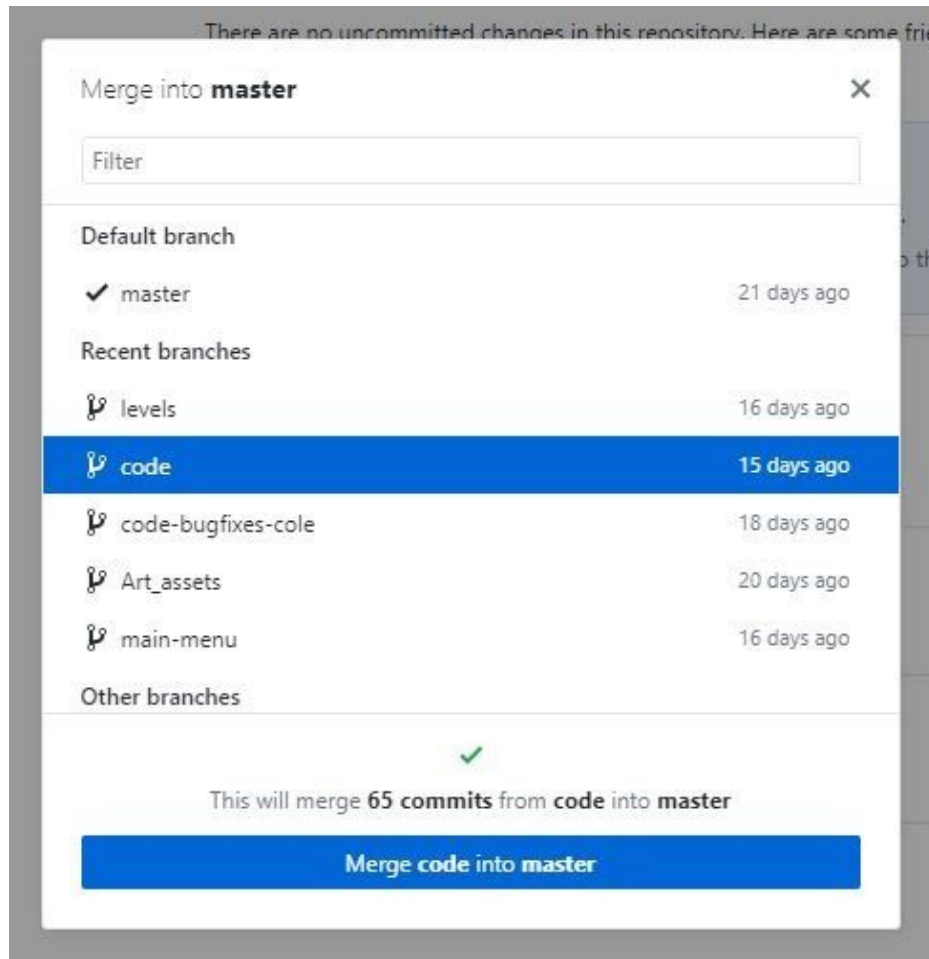 There are no uncommitted changes in this repository. Here are some frie
Merge into master
Filter
Default branch
master 21 days ago
Recent branches
levels 16 days ago
code 15 days ago
code-bugfixes-cole 18 days ago
Art_assets 20 days ago
main-menu 16 days ago
Other branches
This will merge 65 commits from code into master
Merge code into master